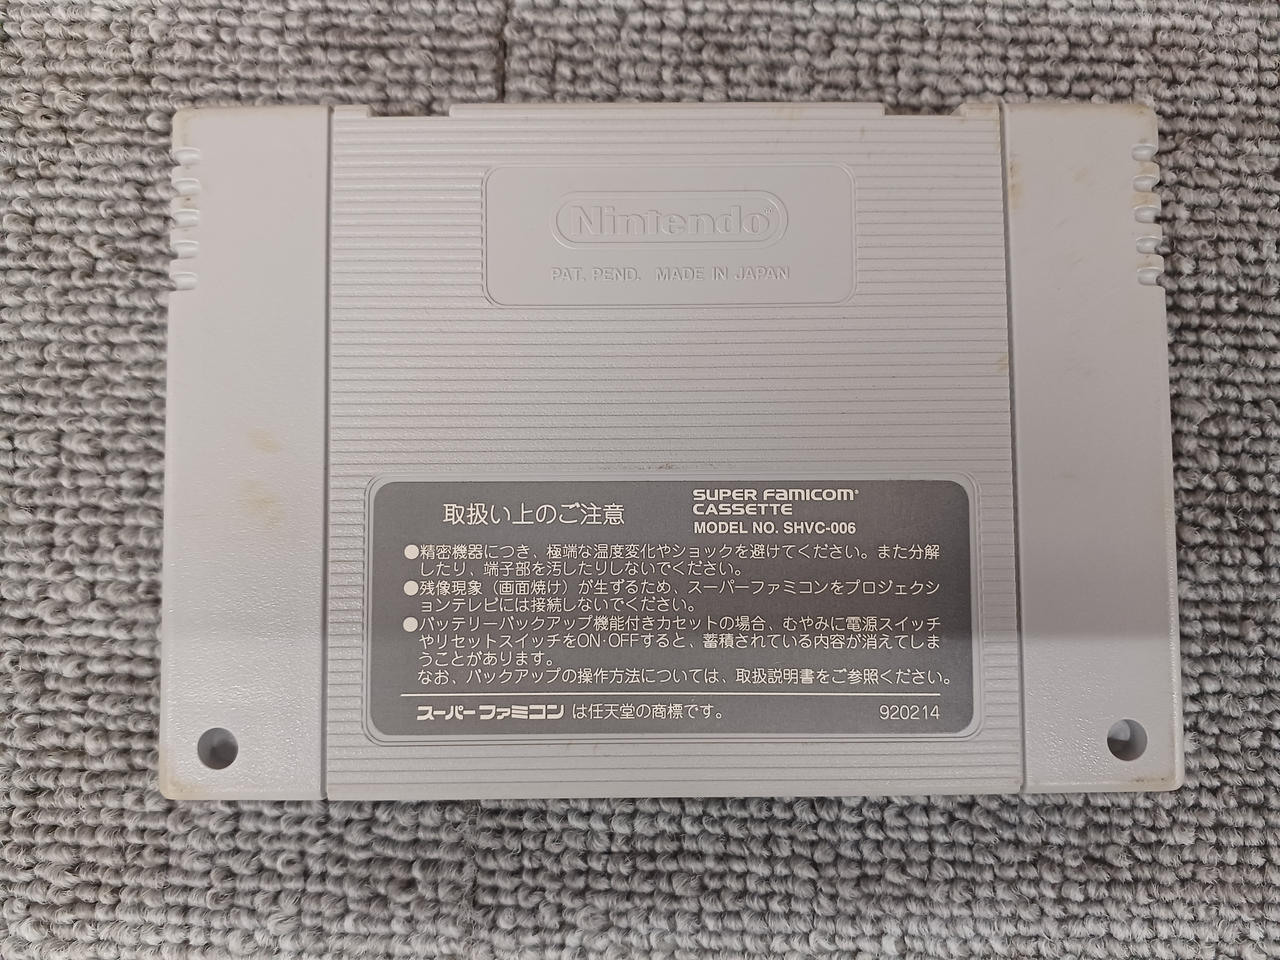 Nintendo
PAT. PEND. MADE IN JAPAN
取扱い上のご注意
SUPER FAMICOM
CASSETTE
MODEL NO. SHVC-006
●精密機器につき、極端な温度変化やショックを避けてください。また分解
したり、端子部を汚したりしないでください。
●残像現象（画面焼け）が生ずるため、スーパーファミコンをプロジェクシ
ョンテレビには接続しないでください。
●バッテリーバックアップ機能付きカセットの場合、むやみに電源スイッチ
やリセットスイッチをON・OFFすると、蓄積されている内容が消えてしま
うことがあります。
なお、バックアップの操作方法については、取扱説明書をご参照ください。
スーパーファミコンは任天堂の商標です。 920214